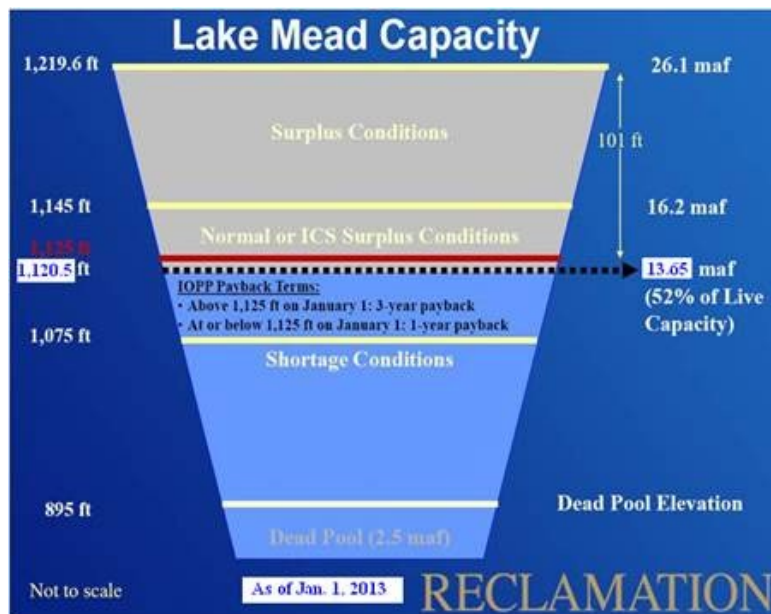 Lake Mead Capacity
1,219.6 ft
26.1 maf
101 ft
Surplus Conditions
1,145 ft
16.2 maf
Normal or ICS Surplus Conditions
1,125 ft
1,120.5 ft
13.65 maf
(52% of Live
Capacity)
IOPP Payback Terms:
• Above 1,125 ft on January 1: 3-year payback
• At or below 1,125 ft on January 1: 1-year payback
1,075 ft
Shortage Conditions
895 ft
Dead Pool Elevation
Dead Pool (2.5 maf)
Not to scale
As of Jan. 1, 2013
RECLAMATION